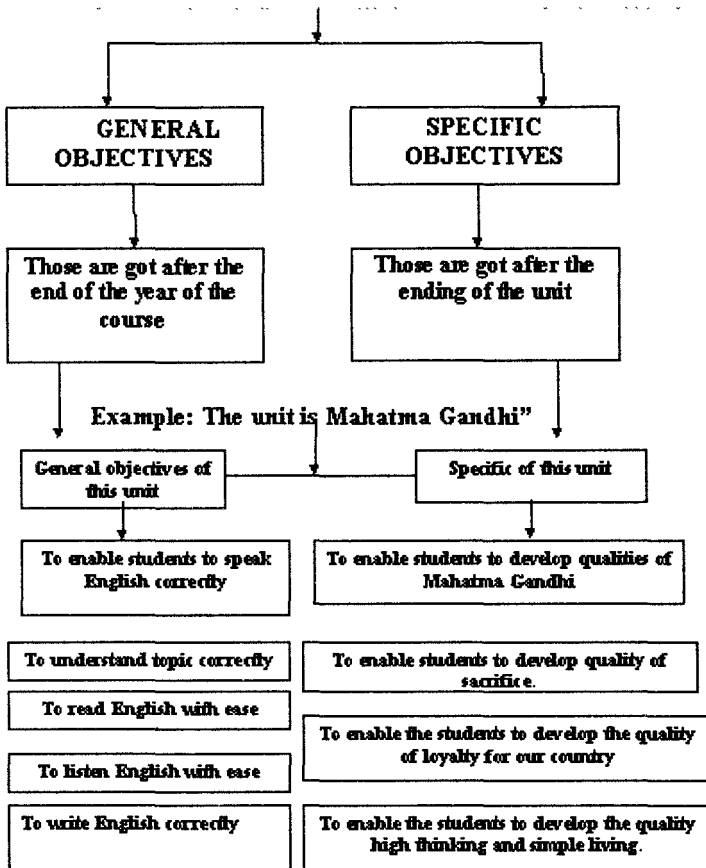 GENERAL
OBJECTIVES
SPECIFIC
OBJECTIVES
Those are got after the
end of the year of the
course
Those are got after the
ending of the unit
Example: The unit is Mahatma Gandhi”
General objectives of
this unit
Specific of this unit
To enable students to speak
English correctly
To enable students to develop qualities of
Mahatma Gandhi
To understand topic correctly
To enable students to develop quality of
sacrifice.
To read English with ease
To enable the students to develop the quality
of loyalty for our country
To listen English with ease
To write English correctly
To enable the students to develop the quality
high thinking and simple living.